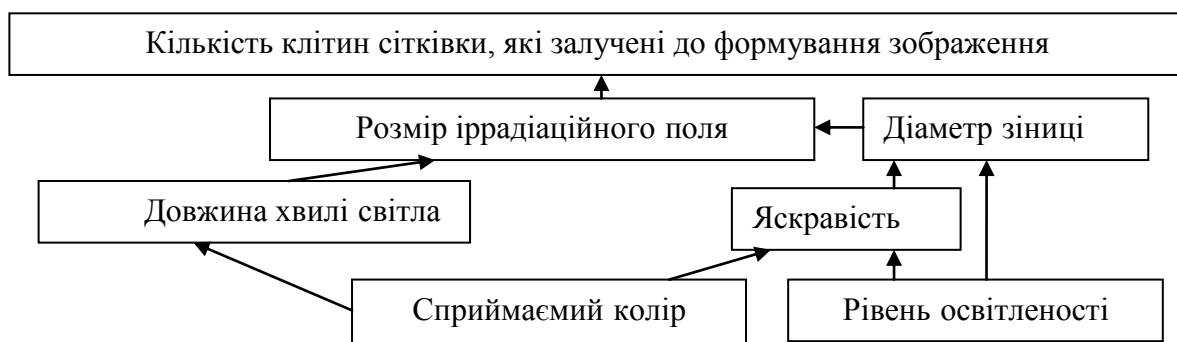 Кількість клітин сітківки, які залучені до формування зображення
Розмір іррадіаційного поля
Діаметр зіниці
Довжина хвилі світла
Яскравість
Сприймаємий колір
Рівень освітленості